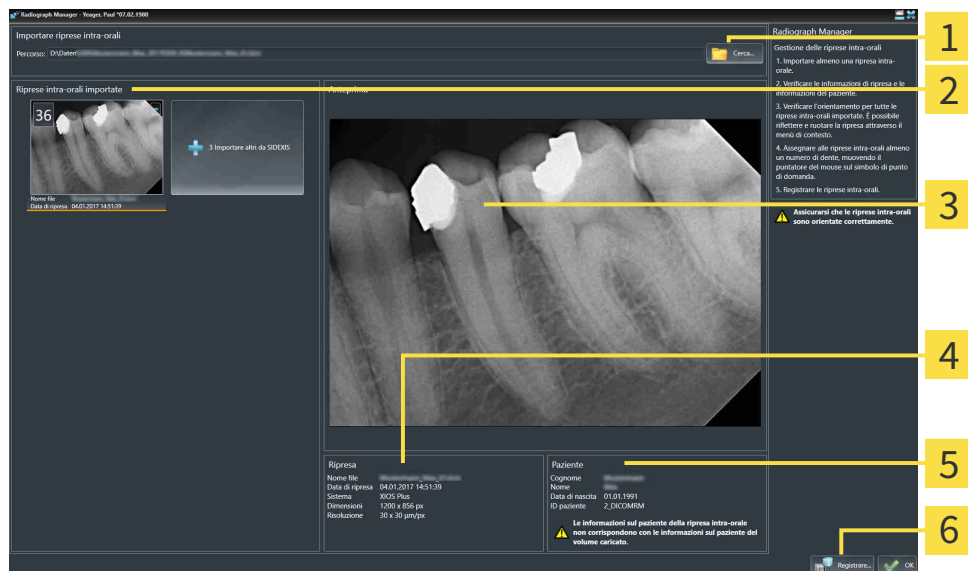 Radiograph Manager - Yeager, Paul *07.02.1980
Importare riprese intra-orali
Percorso: D:\Daten\
Cerca...
Riprese intra-orali importate
36
Nome file
Data di ripresa 04.01.2017 14:51:39
3 Importare altri da SIDEXIS
Anteprima
Ripresa
Nome file
Data di ripresa 04.01.2017 14:51:39
Sistema XIOS Plus
Dimensioni 1200 x 856 px
Risoluzione 30 x 30 µm/px
Paziente
Cognome
Nome
Data di nascita 01.01.1991
ID paziente 2_DICOMRM
Le informazioni sul paziente della ripresa intra-orale
non corrispondono con le informazioni sul paziente del
volume caricato.
Radiograph Manager
Gestione delle riprese intra-orali
1. Importare almeno una ripresa intra-
orale.
2. Verificare le informazioni di ripresa e le
informazioni del paziente.
3. Verificare l'orientamento per tutte le
riprese intra-orali importate. È possibile
riflettere e ruotare la ripresa attraverso il
menù di contesto.
4. Assegnare alle riprese intra-orali almeno
un numero di dente, muovendo il
puntatore del mouse sul simbolo di punto
di domanda.
5. Registrare le riprese intra-orali.
Assicurarsi che le riprese intra-orali
sono orientate correttamente.
Registrare...
OK
1
2
3
4
5
6